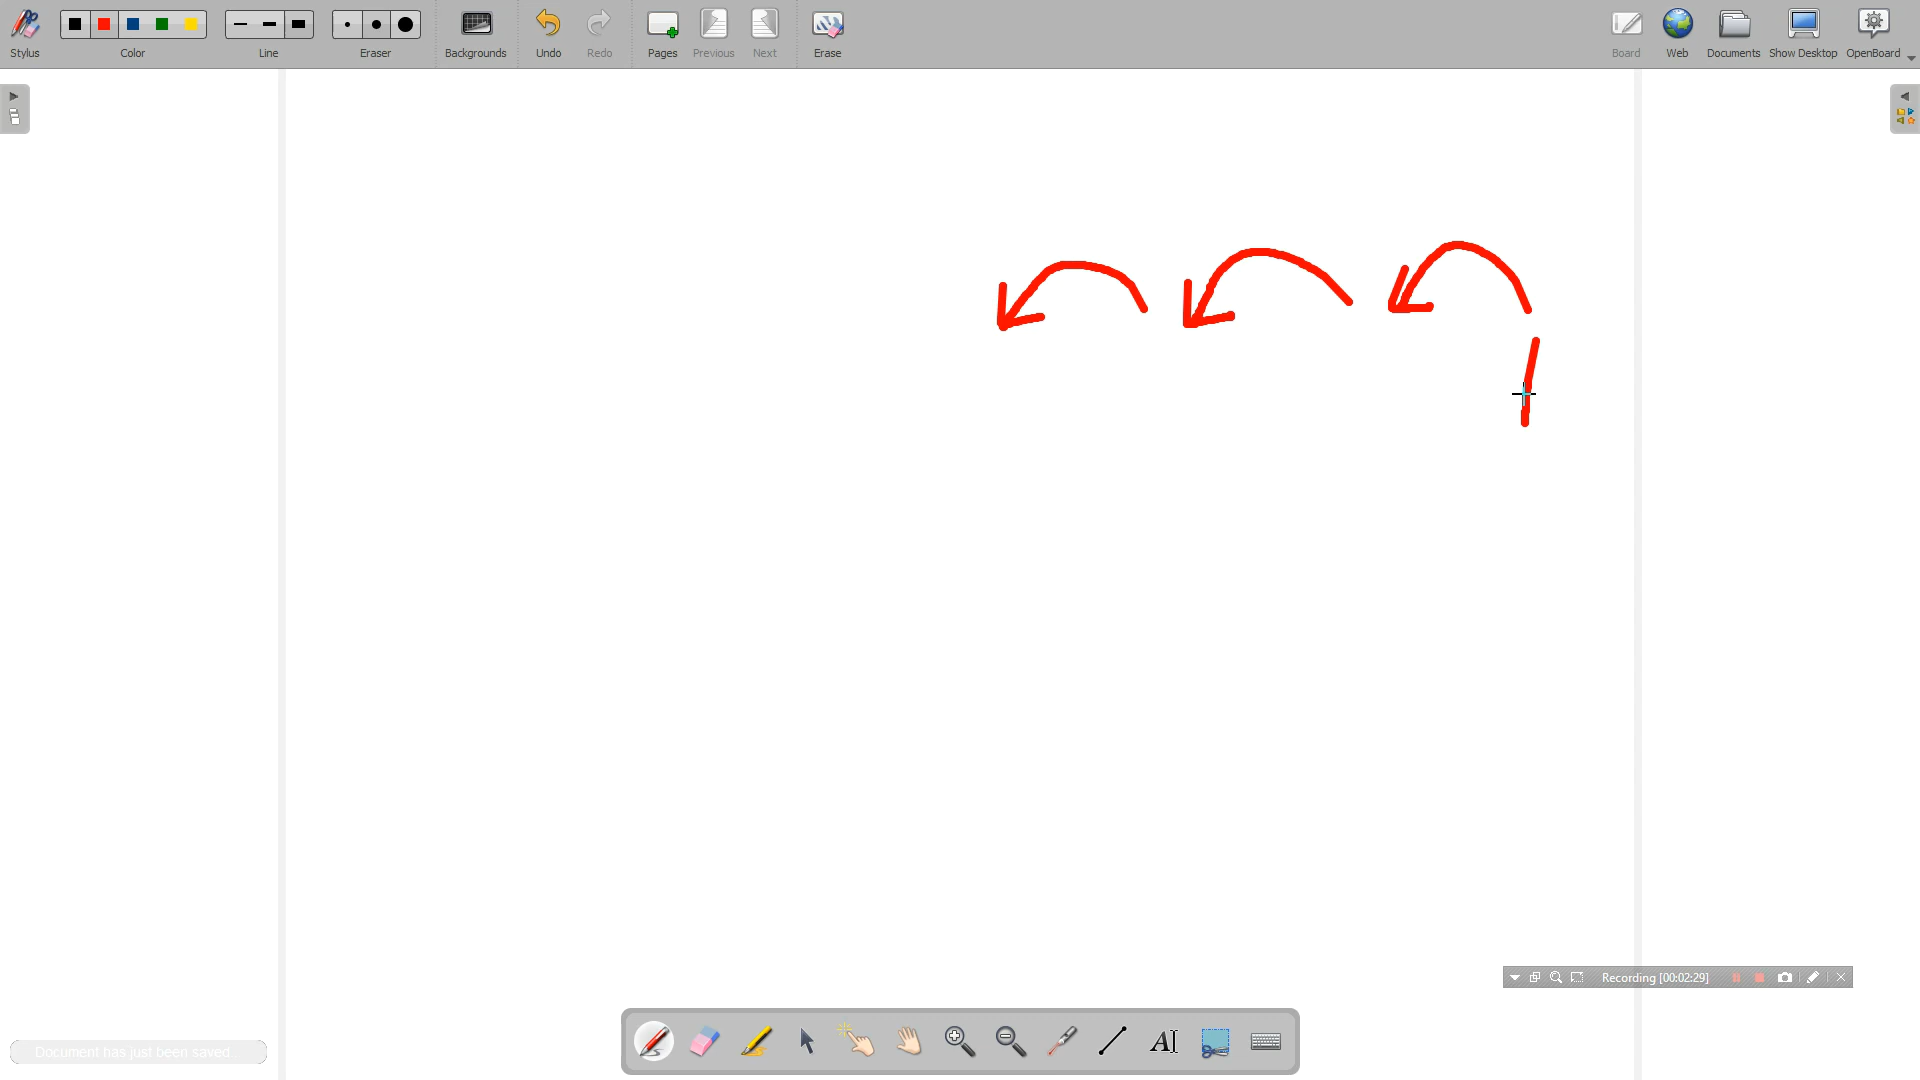 Stylus Color Line Eraser Backgrounds Undo Redo Pages Previous Next Erase Board Web Documents Show Desktop OpenBoard
Recording [00:02:29]
AI
Document has just been saved...